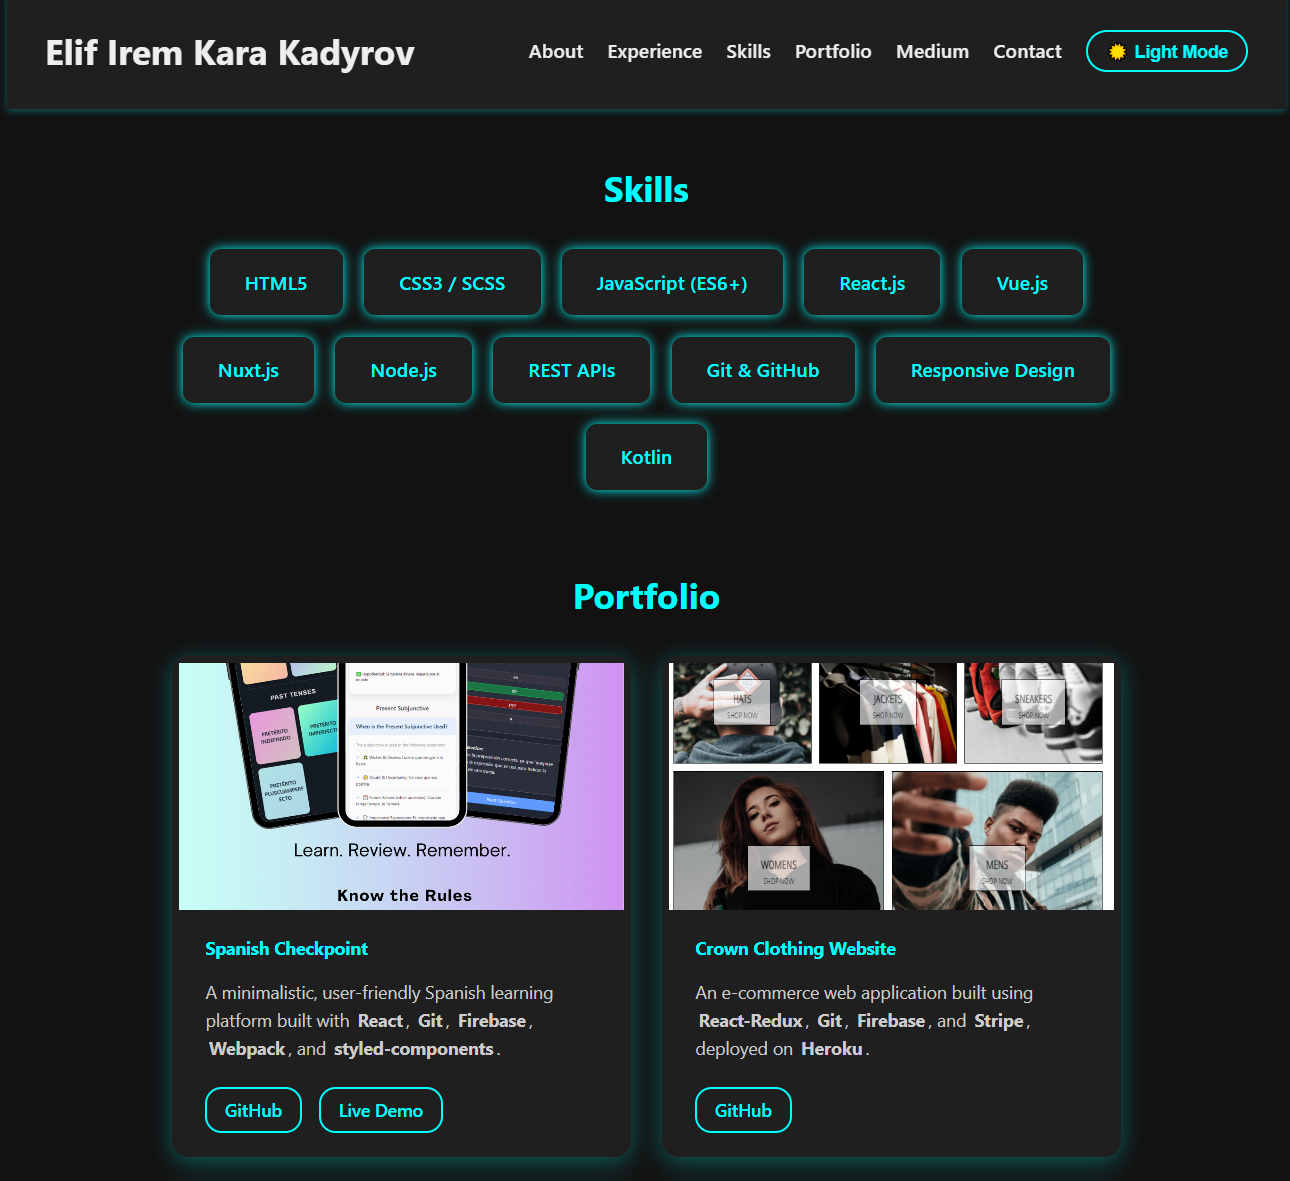 Elif Irem Kara Kadyrov
About Experience Skills Portfolio Medium Contact Light Mode
Skills
HTML5 CSS3 / SCSS JavaScript (ES6+) React.js Vue.js
Nuxt.js Node.js REST APIs Git & GitHub Responsive Design
Kotlin
Portfolio
PAST TENSES
PRETÉRITO
INDEFINIDO
PRETÉRITO
PRETÉRITO
Present Subjunctive
When is the Present Subjunctive Used?
Next Question
Learn. Review. Remember.
Know the Rules
HATS
SHOP NOW
JACKETS
SHOP NOW
SNEAKERS
SHOP NOW
WOMENS
SHOP NOW
MENS
SHOP NOW
Spanish Checkpoint
A minimalistic, user-friendly Spanish learning
platform built with React, Git, Firebase,
Webpack, and styled-components.
GitHub Live Demo
Crown Clothing Website
An e-commerce web application built using
React-Redux, Git, Firebase, and Stripe,
deployed on Heroku.
GitHub